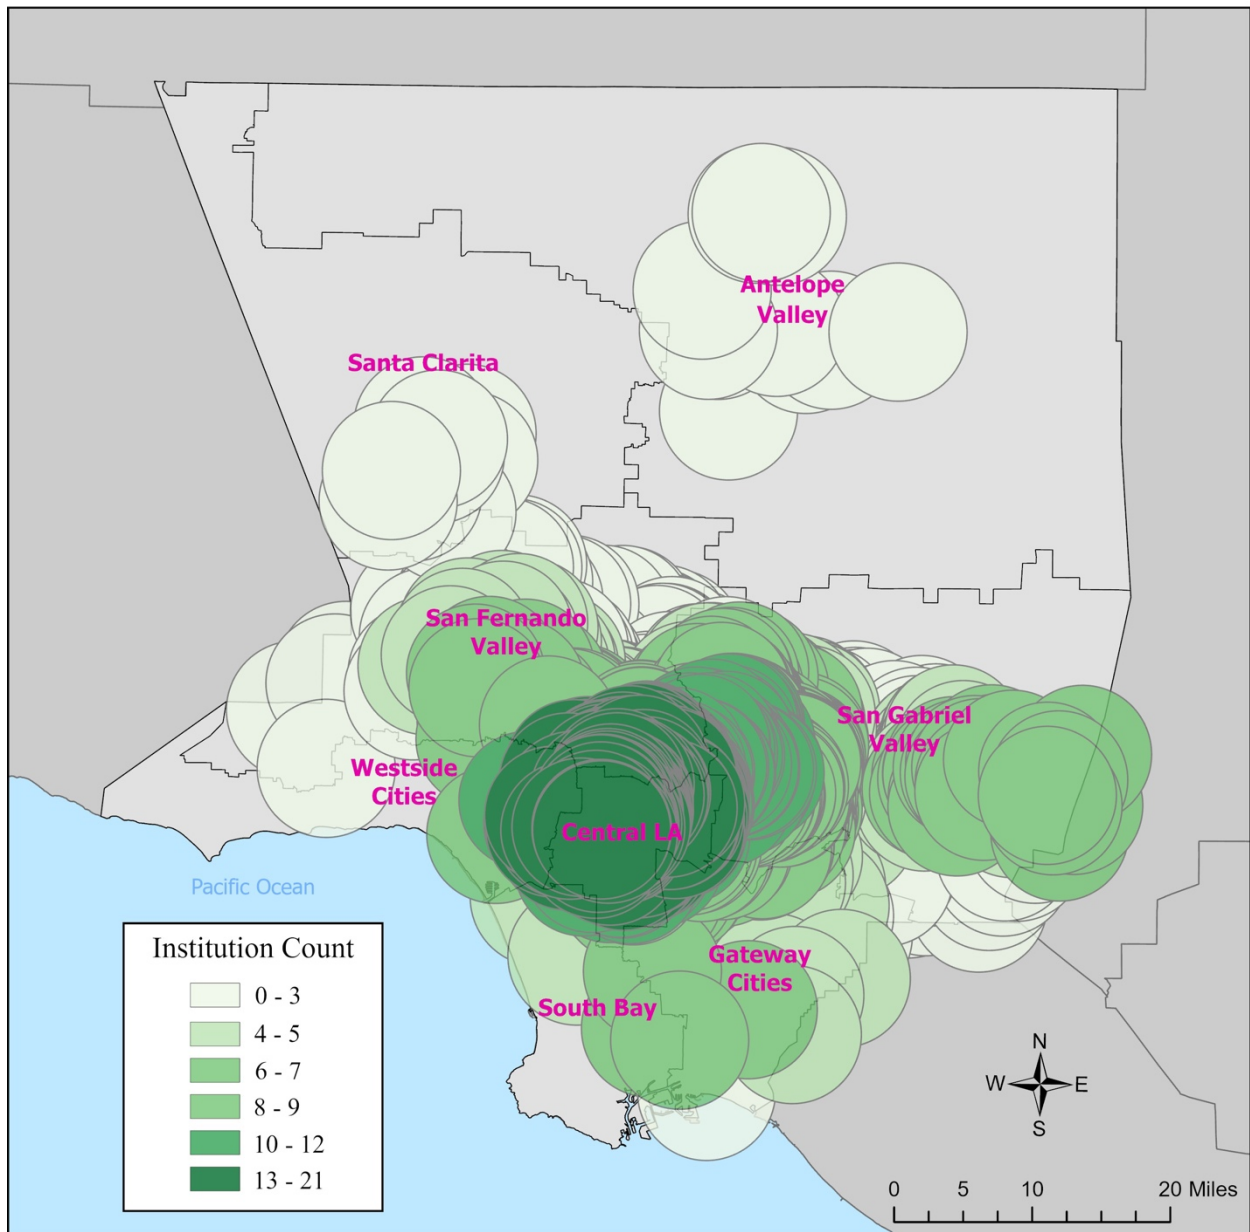 Antelope
Valley
Santa Clarita
San Fernando
Valley
San Gabriel
Valley
Westside
Cities
Central LA
Pacific Ocean
Gateway
Cities
South Bay
Institution Count
0 - 3
4 - 5
6 - 7
8 - 9
10 - 12
13 - 21
N
W
E
S
0 5 10 20 Miles